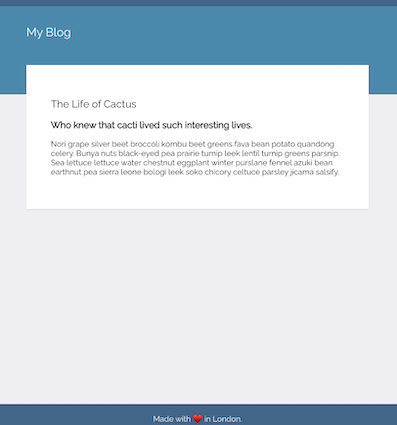 My Blog
The Life of Cactus
Who knew that cacti lived such interesting lives.
Nori grape silver beet broccoli kombu beet greens fava bean potato quandong
celery. Bunya nuts black-eyed pea prairie turnip leek lentil turnip greens parsnip.
Sea lettuce lettuce water chestnut eggplant winter purslane fennel azuki bean
earthnut pea sierra leone bologi leek soko chicory celtuce parsley jicama salsify.
Made with ❤️ in London.